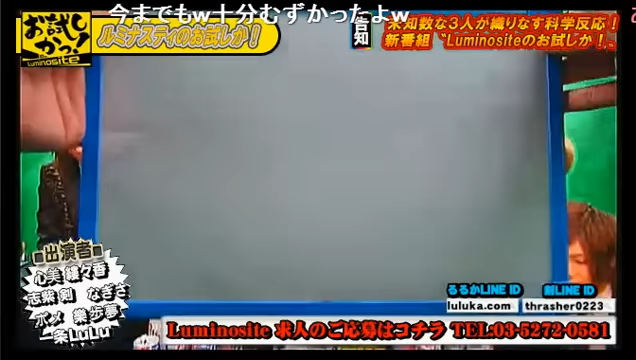 今までもw十分むずかったよw
お試しかっ!
Luminosite
ルミナスティのお試しか!
告知
未知数な3人が織りなす科学反応!
新番組〝Luminositeのお試しか!〟
■出演者■
心美
志紫 剣 なぎさ
ポメ 樂歩夢
一条LuLu
るるかLINE ID
luluka.com
剣LINE ID
thrasher0223
Luminosite 求人のご応募はコチラ TEL:03-5272-0581